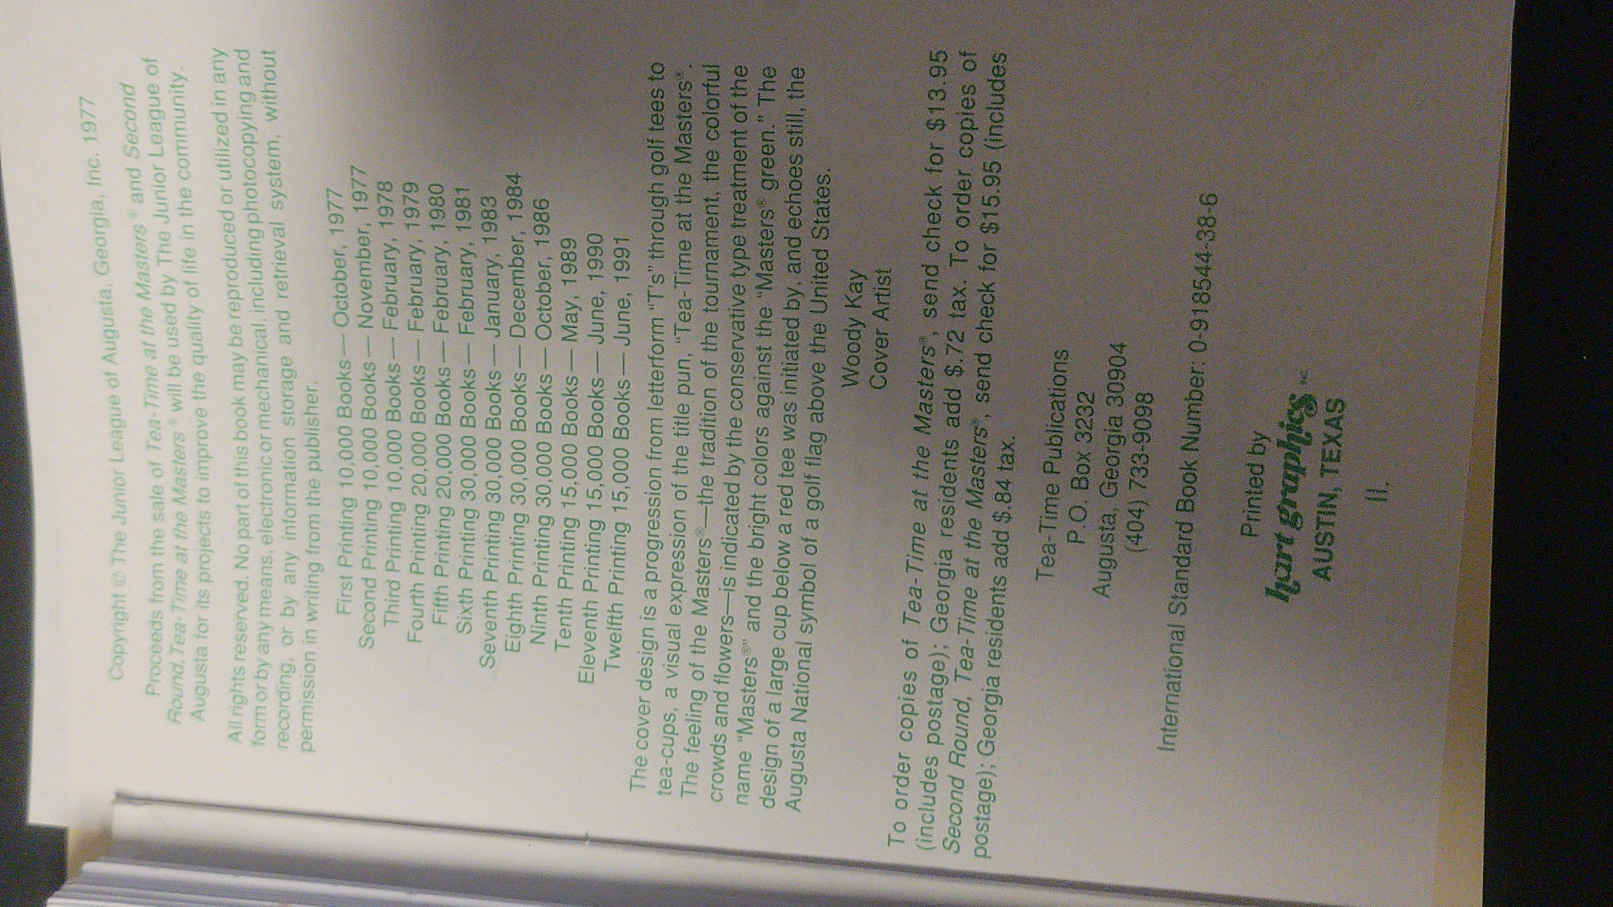 Copyright © The Junior League of Augusta, Georgia, Inc. 1977
Proceeds from the sale of Tea-Time at the Masters® and Second
Round, Tea-Time at the Masters® will be used by The Junior League of
Augusta for its projects to improve the quality of life in the community.
All rights reserved. No part of this book may be reproduced or utilized in any
form or by any means, electronic or mechanical, including photocopying and
recording, or by any information storage and retrieval system, without
permission in writing from the publisher.
First Printing 10,000 Books — October, 1977
Second Printing 10,000 Books — November, 1977
Third Printing 10,000 Books — February, 1978
Fourth Printing 20,000 Books — February, 1979
Fifth Printing 20,000 Books — February, 1980
Sixth Printing 30,000 Books — February, 1981
Seventh Printing 30,000 Books — January, 1983
Eighth Printing 30,000 Books — December, 1984
Ninth Printing 30,000 Books — October, 1986
Tenth Printing 15,000 Books — May, 1989
Eleventh Printing 15,000 Books — June, 1990
Twelfth Printing 15,000 Books — June, 1991
The cover design is a progression from letterform "T's" through golf tees to
tea-cups, a visual expression of the title pun, "Tea-Time at the Masters®.
The feeling of the Masters®—the tradition of the tournament, the colorful
crowds and flowers—is indicated by the conservative type treatment of the
name "Masters®" and the bright colors against the "Masters® green." The
design of a large cup below a red tee was initiated by, and echoes still, the
Augusta National symbol of a golf flag above the United States.
Woody Kay
Cover Artist
To order copies of Tea-Time at the Masters®, send check for $13.95
(includes postage); Georgia residents add $.72 tax. To order copies of
Second Round, Tea-Time at the Masters®, send check for $15.95 (includes
postage); Georgia residents add $.84 tax.
Tea-Time Publications
P.O. Box 3232
Augusta, Georgia 30904
(404) 733-9098
International Standard Book Number: 0-918544-38-6
Printed by
hart graphics
AUSTIN, TEXAS
II.